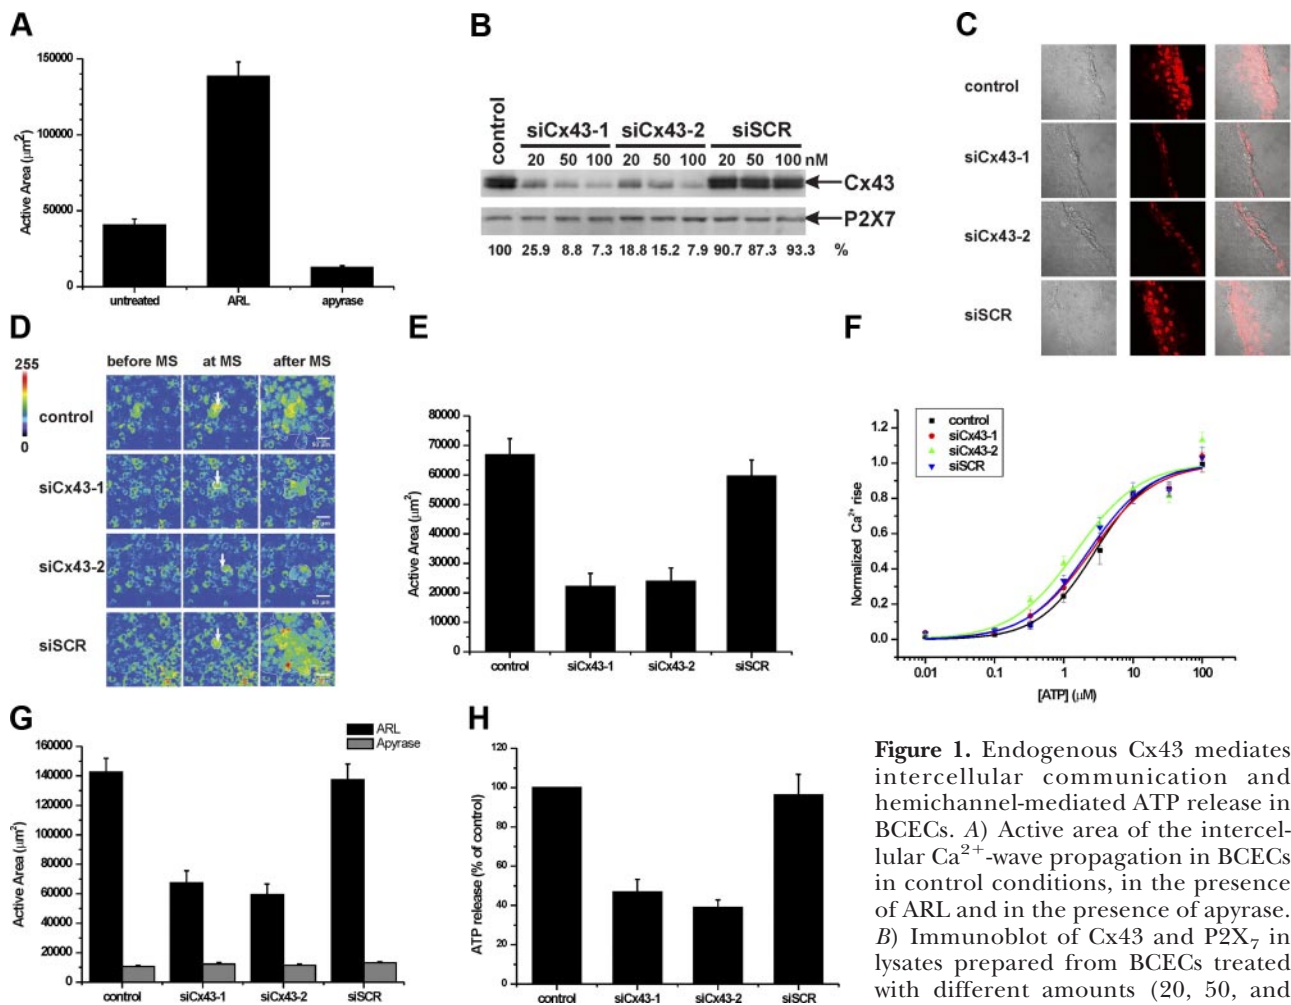 A
150000
100000
50000
0
Active Area (μm²)
untreated ARL apyrase
B
control
siCx43-1 siCx43-2 siSCR
20 50 100 20 50 100 20 50 100 nM
Cx43
P2X7
100 25.9 8.8 7.3 18.8 15.2 7.9 90.7 87.3 93.3 %
C
control
siCx43-1
siCx43-2
siSCR
D
before MS at MS after MS
255
0
control
siCx43-1
siCx43-2
siSCR
E
80000
70000
60000
50000
40000
30000
20000
10000
0
Active Area (μm²)
control siCx43-1 siCx43-2 siSCR
F
control
siCx43-1
siCx43-2
siSCR
1.2
1.0
0.8
0.6
0.4
0.2
0.0
Normalized Ca²⁺ rise
0.01 0.1 1 10 100
[ATP] (μM)
G
ARL
Apyrase
160000
140000
120000
100000
80000
60000
40000
20000
0
Active Area (μm²)
control siCx43-1 siCx43-2 siSCR
H
120
100
80
60
40
20
0
ATP release (% of control)
control siCx43-1 siCx43-2 siSCR
Figure 1. Endogenous Cx43 mediates
intercellular communication and
hemichannel-mediated ATP release in
BCECs. A) Active area of the intercel-
lular Ca²⁺-wave propagation in BCECs
in control conditions, in the presence
of ARL and in the presence of apyrase.
B) Immunoblot of Cx43 and P2X₇ in
lysates prepared from BCECs treated
with different amounts (20, 50, and